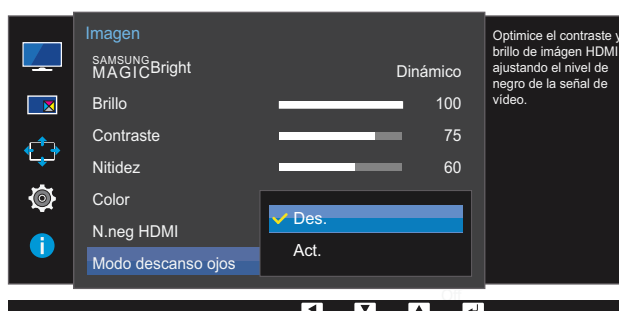 Imagen
SAMSUNG
MAGICBright Dinámico
Brillo 100
Contraste 75
Nitidez 60
Color
N.neg HDMI
Modo descanso ojos
Des.
Act.
Optimice el contraste y
brillo de imágen HDMI
ajustando el nivel de
negro de la señal de
vídeo.